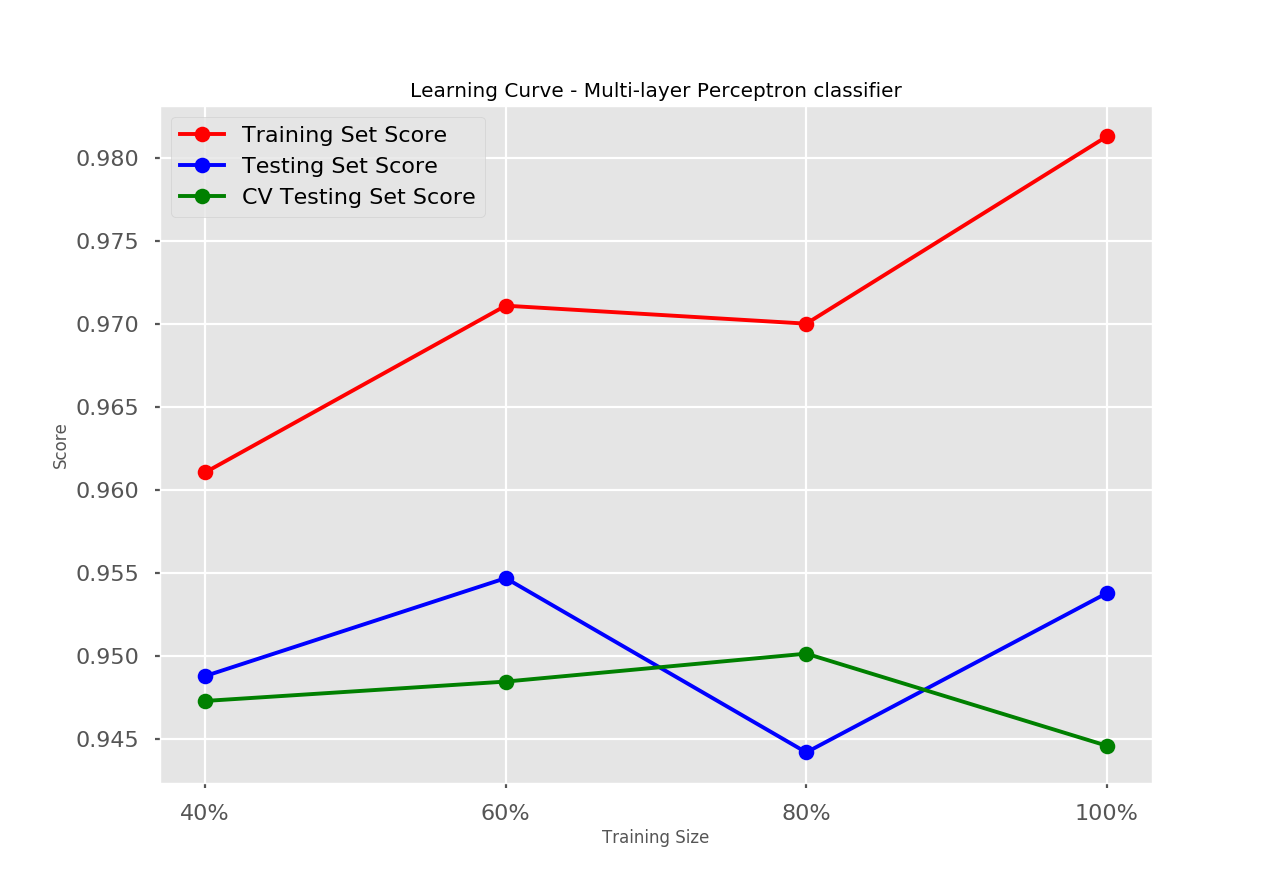 Learning Curve - Multi-layer Perceptron classifier
Training Set Score
Testing Set Score
CV Testing Set Score
0.980
0.975
0.970
0.965
0.960
0.955
0.950
0.945
Score
40%
60%
80%
100%
Training Size